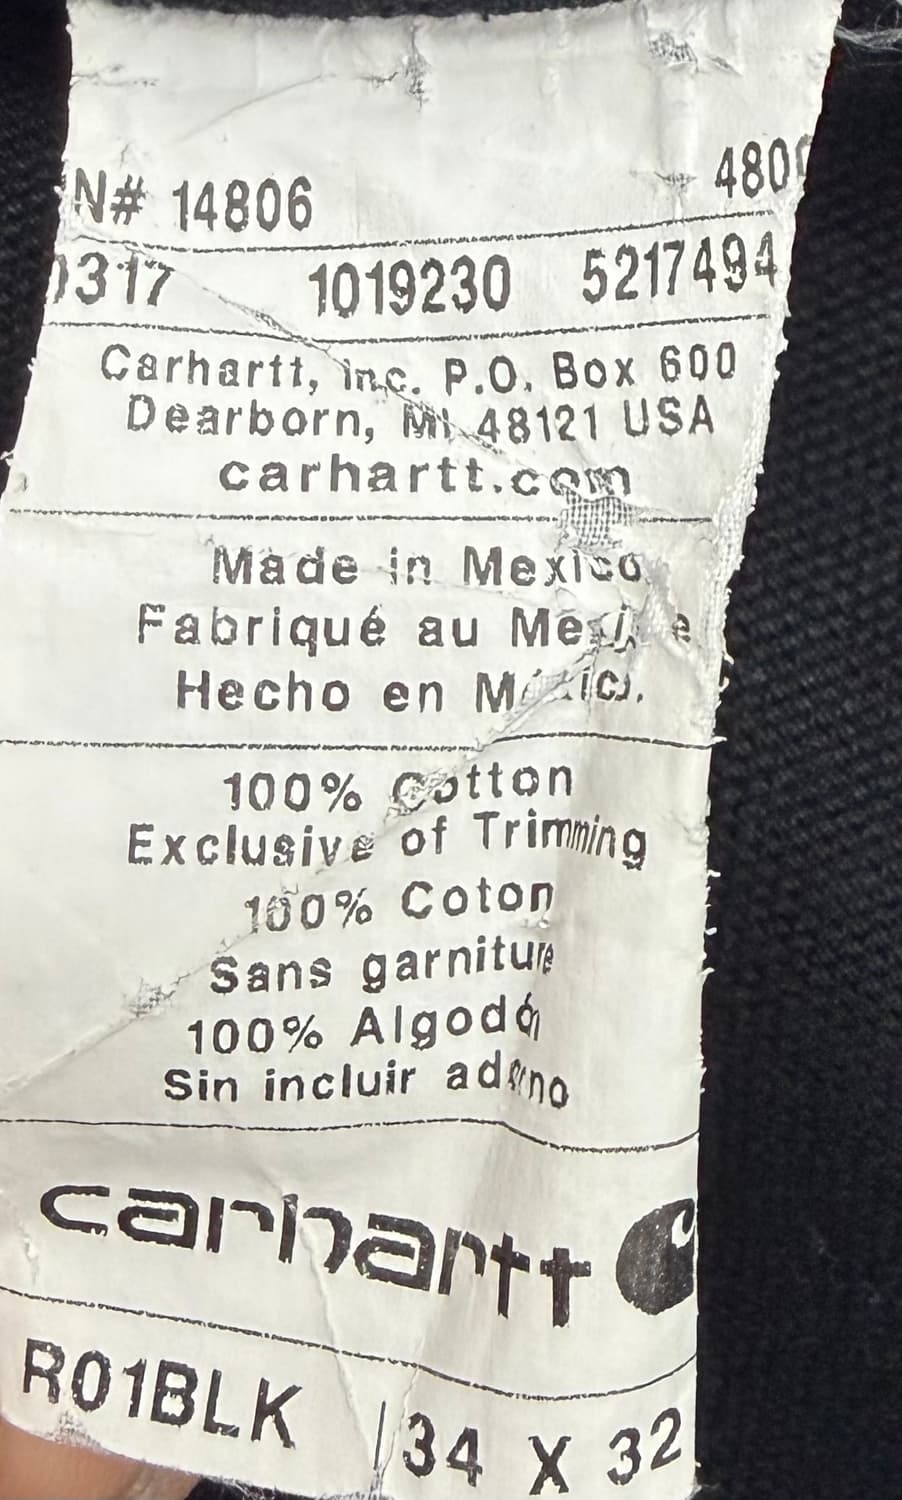 N# 14806 480
0317 1019230 5217494
Carhartt, Inc. P.O. Box 600
Dearborn, MI 48121 USA
carhartt.com
Made in Mexico
Fabriqué au Mexique
Hecho en México.
100% Cotton
Exclusive of Trimming
100% Coton
Sans garniture
100% Algodón
Sin incluir adorno
carhartt
R01BLK | 34 X 32